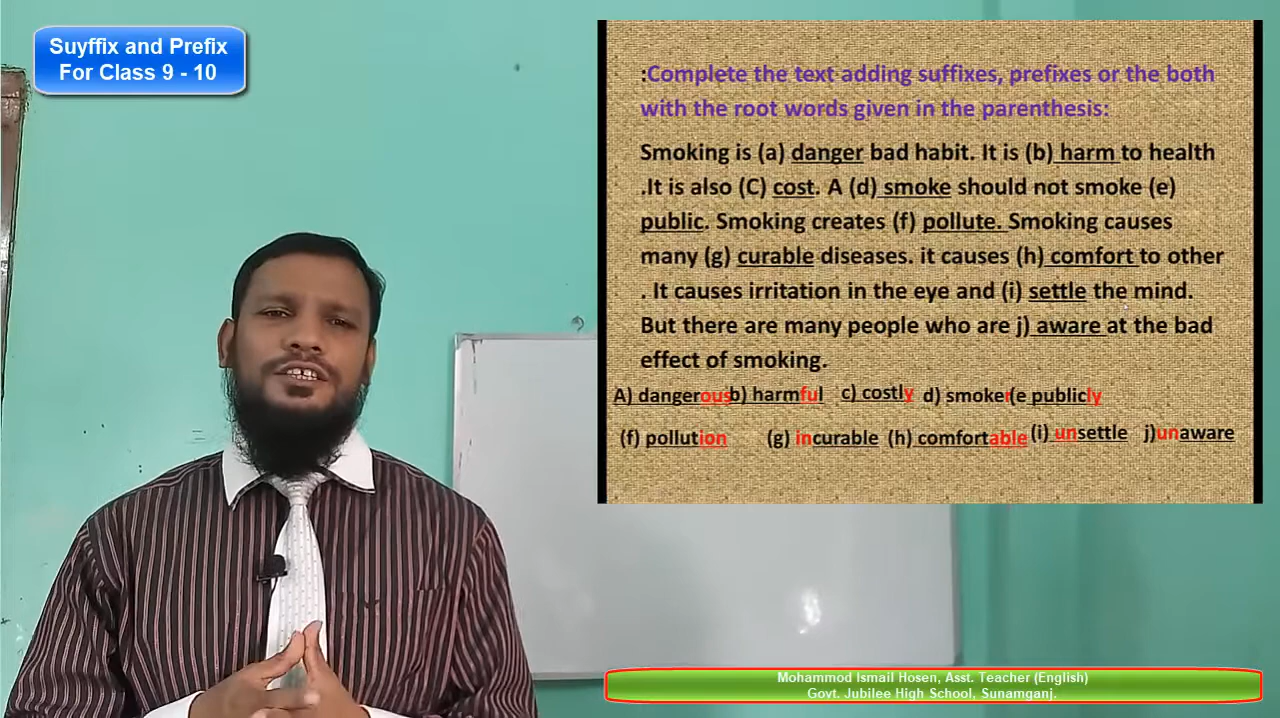 Suyffix and Prefix
For Class 9 - 10
:Complete the text adding suffixes, prefixes or the both
with the root words given in the parenthesis:
Smoking is (a) danger bad habit. It is (b) harm to health
.It is also (C) cost. A (d) smoke should not smoke (e)
public. Smoking creates (f) pollute. Smoking causes
many (g) curable diseases. it causes (h) comfort to other
. It causes irritation in the eye and (i) settle the mind.
But there are many people who are j) aware at the bad
effect of smoking.
A) dangerous b) harmful c) costly d) smoker (e publicly
(f) pollution (g) incurable (h) comfortable (i) unsettle j)unaware
Mohammod Ismail Hosen, Asst. Teacher (English)
Govt. Jubilee High School, Sunamganj.